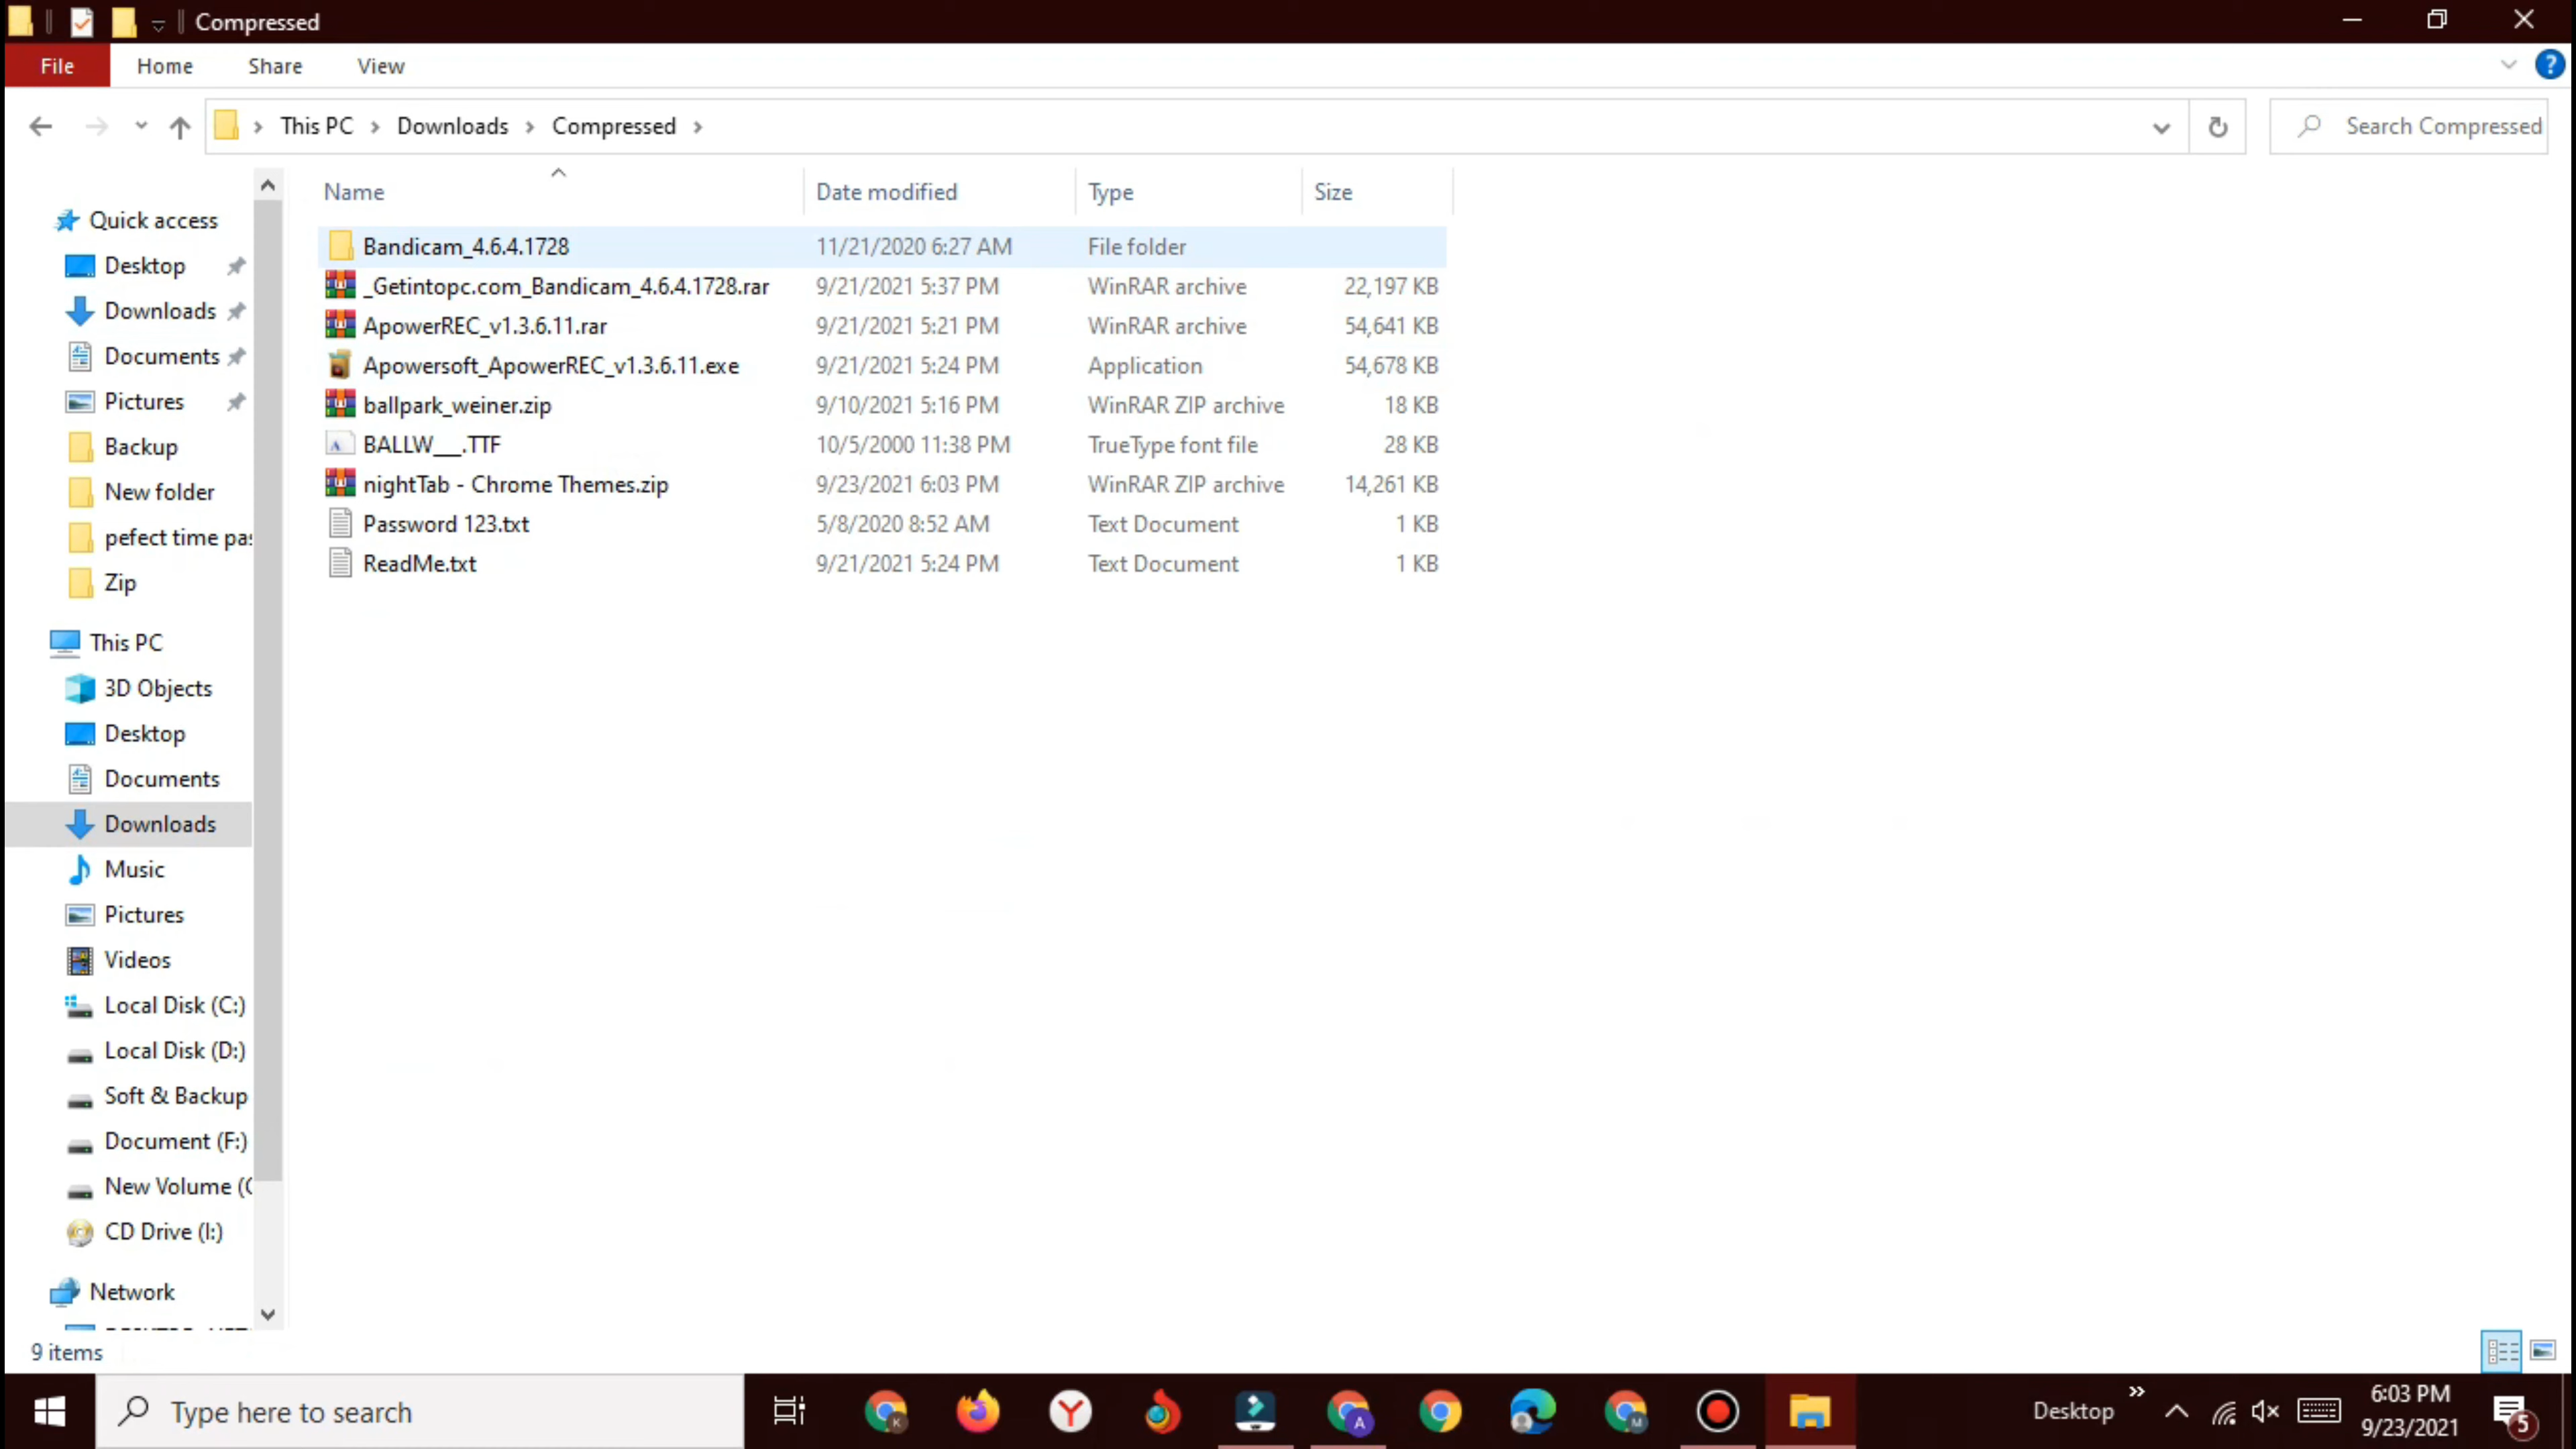 Compressed
File Home Share View
This PC Downloads Compressed
Search Compressed
Name Date modified Type Size
Bandicam_4.6.4.1728 11/21/2020 6:27 AM File folder
_Getintopc.com_Bandicam_4.6.4.1728.rar 9/21/2021 5:37 PM WinRAR archive 22,197 KB
ApowerREC_v1.3.6.11.rar 9/21/2021 5:21 PM WinRAR archive 54,641 KB
Apowersoft_ApowerREC_v1.3.6.11.exe 9/21/2021 5:24 PM Application 54,678 KB
ballpark_weiner.zip 9/10/2021 5:16 PM WinRAR ZIP archive 18 KB
BALLW___.TTF 10/5/2000 11:38 PM TrueType font file 28 KB
nightTab - Chrome Themes.zip 9/23/2021 6:03 PM WinRAR ZIP archive 14,261 KB
Password 123.txt 5/8/2020 8:52 AM Text Document 1 KB
ReadMe.txt 9/21/2021 5:24 PM Text Document 1 KB
Quick access
Desktop
Downloads
Documents
Pictures
Backup
New folder
pefect time pas
Zip
This PC
3D Objects
Desktop
Documents
Downloads
Music
Pictures
Videos
Local Disk (C:)
Local Disk (D:)
Soft & Backup
Document (F:)
New Volume (G
CD Drive (I:)
Network
9 items
Type here to search
Desktop
6:03 PM
9/23/2021
5